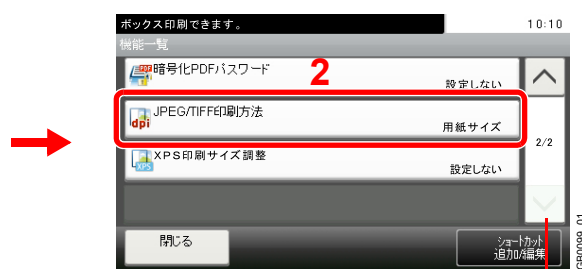 ボックス印刷できます。
10:10
機能一覧
暗号化PDFパスワード
2
設定しない
JPEG/TIFF印刷方法
用紙サイズ
2/2
XPS印刷サイズ調整
設定しない
閉じる
ショートカット
追加/編集
GB0099_01